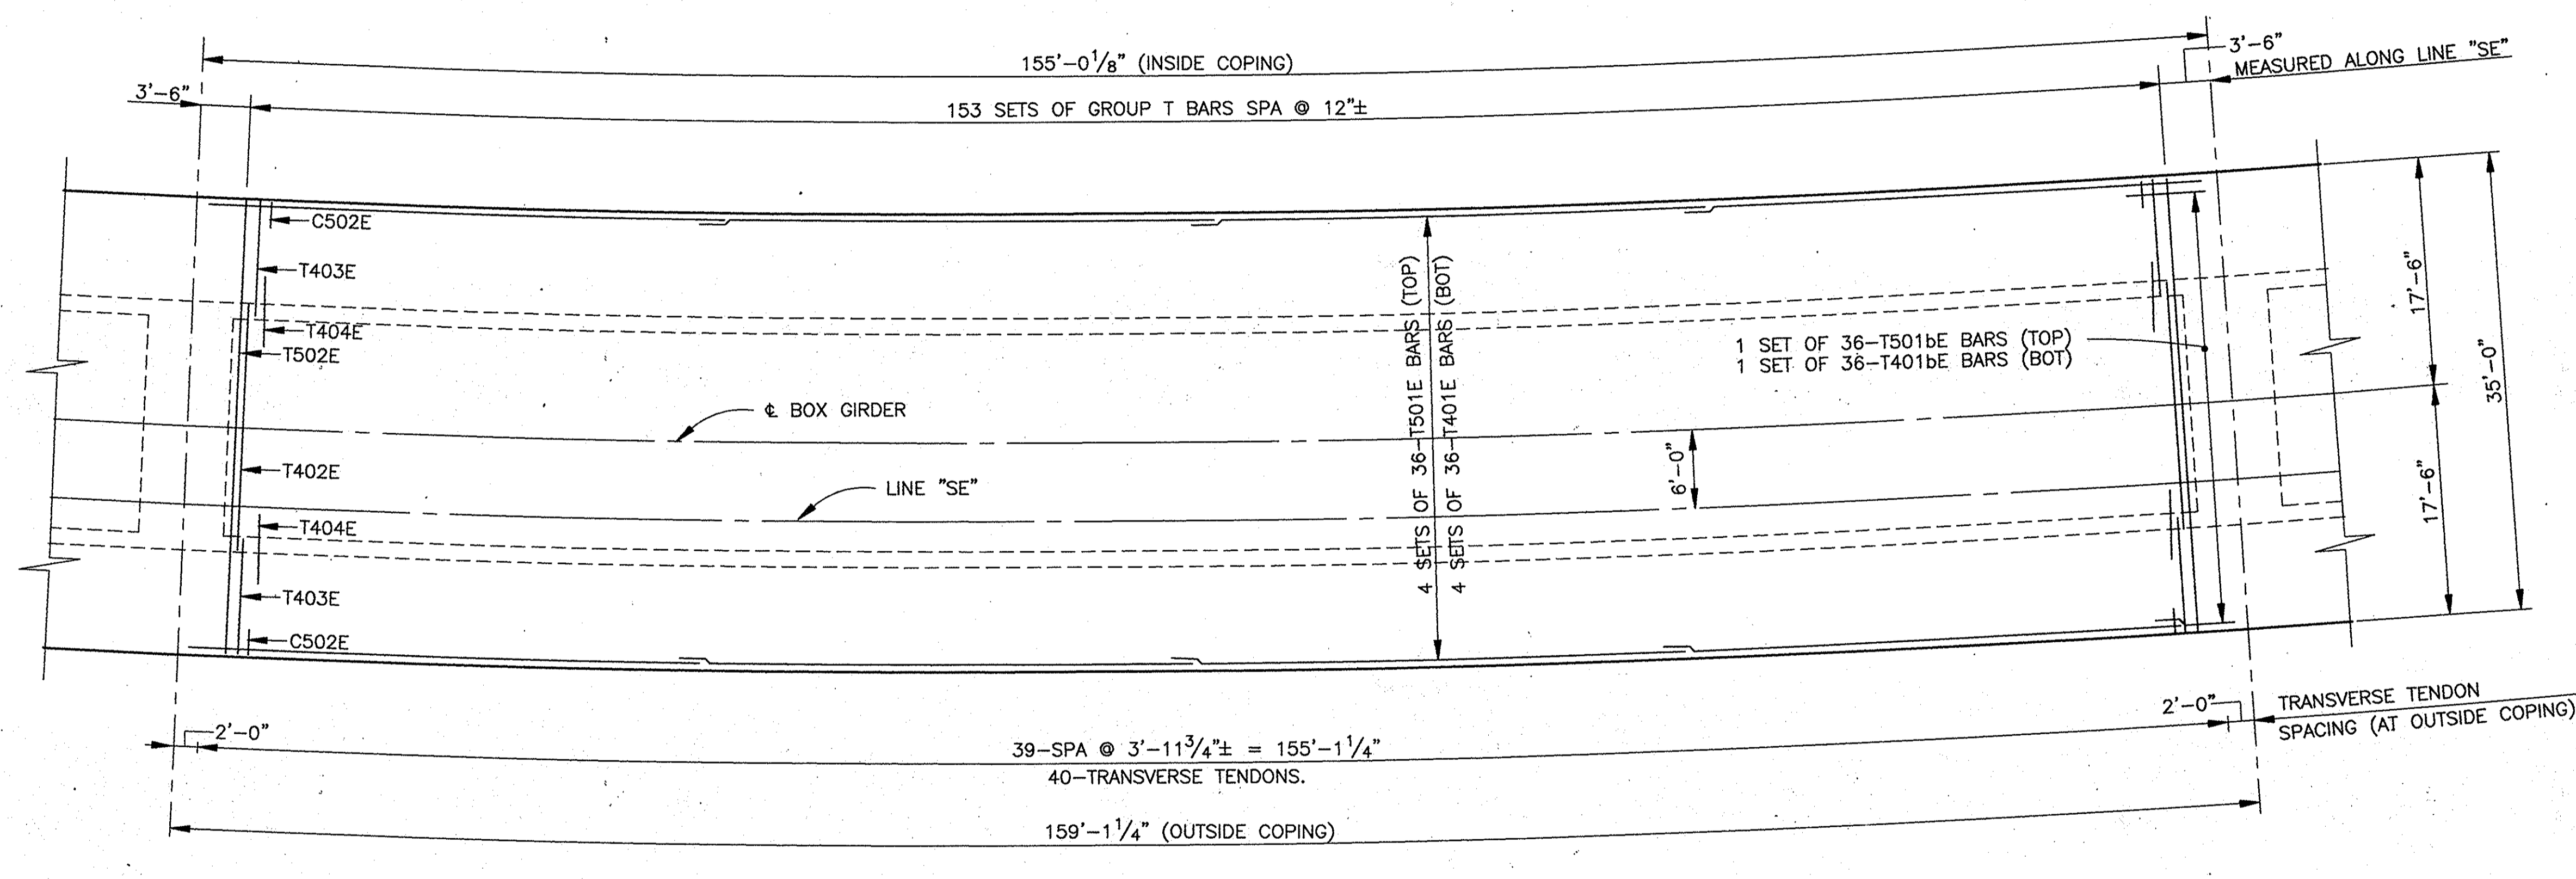 155'-0 1/8" (INSIDE COPING)
3'-6"
MEASURED ALONG LINE "SE"
3'-6"
153 SETS OF GROUP T BARS SPA @ 12"±
C502E
T403E
T404E
T502E
℄ BOX GIRDER
T402E
LINE "SE"
T404E
T403E
C502E
4 SETS OF 36-T501E BARS (TOP)
4 SETS OF 36-T401E BARS (BOT)
1 SET OF 36-T501bE BARS (TOP)
1 SET OF 36-T401bE BARS (BOT)
6'-0"
17'-6"
17'-6"
35'-0"
2'-0"
39-SPA @ 3'-11 3/4"± = 155'-1 1/4"
40-TRANSVERSE TENDONS.
2'-0"
TRANSVERSE TENDON
SPACING (AT OUTSIDE COPING)
159'-1 1/4" (OUTSIDE COPING)